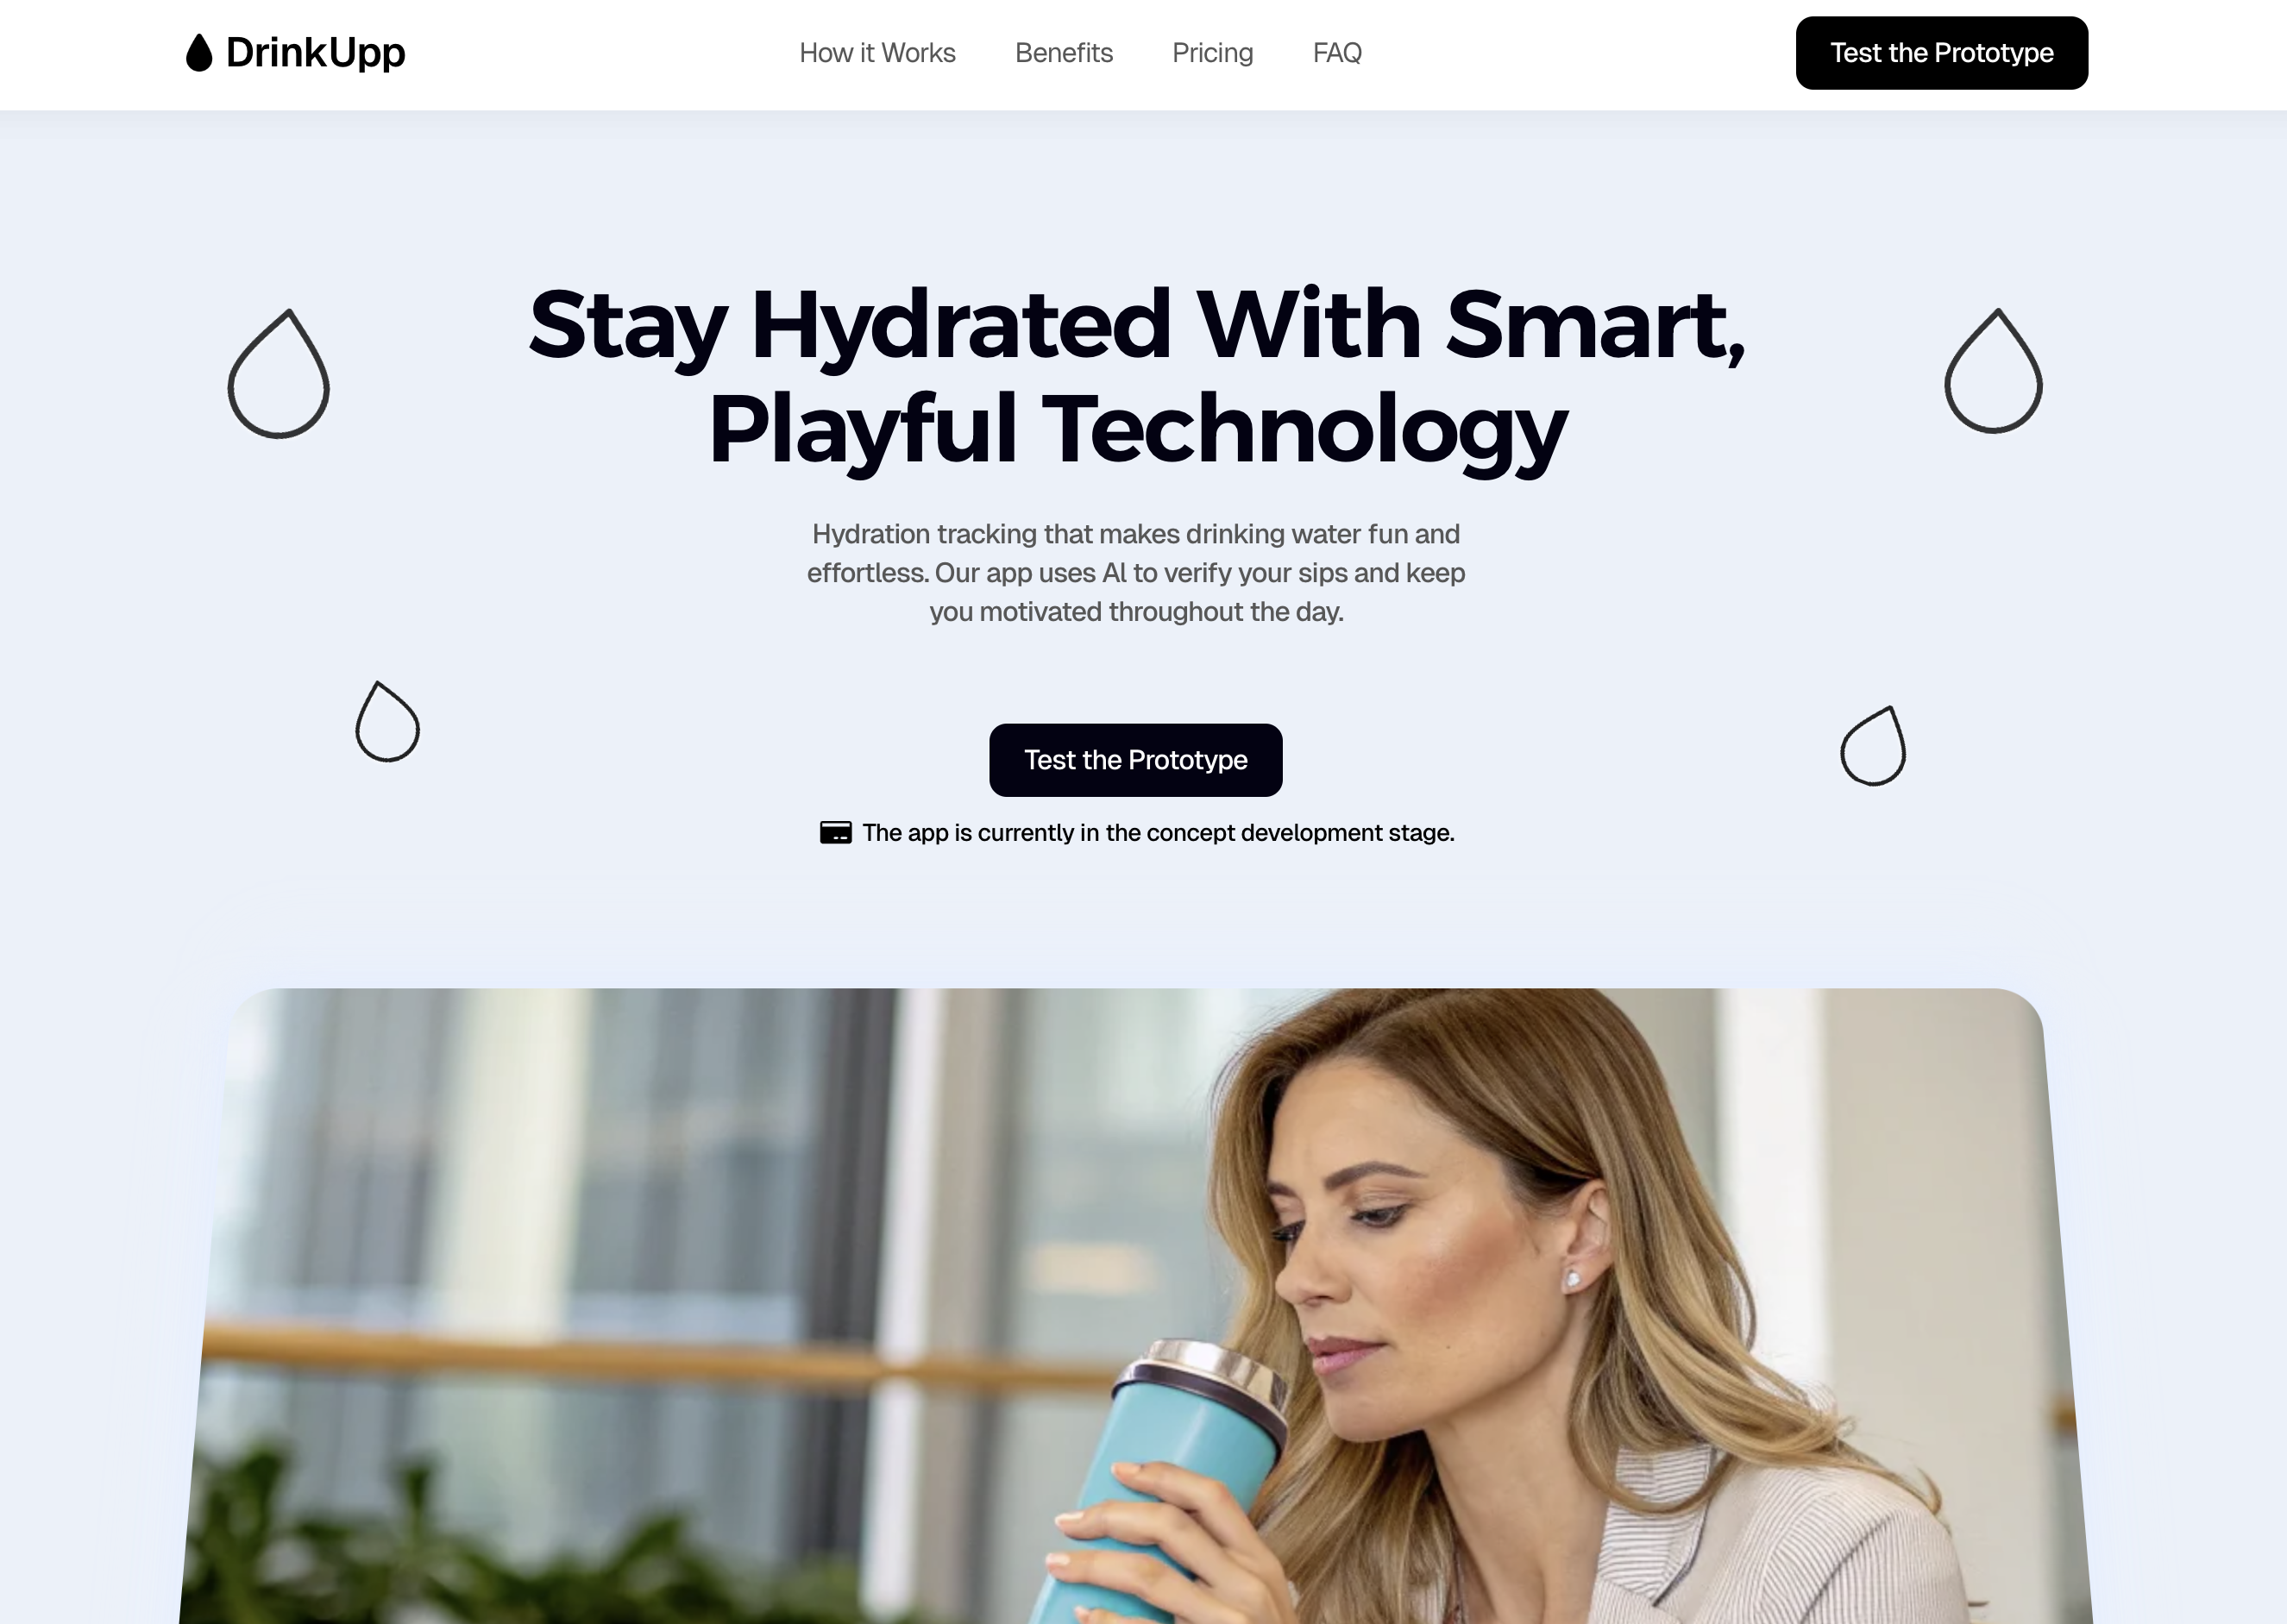 DrinkUpp
How it Works
Benefits
Pricing
FAQ
Test the Prototype
Stay Hydrated With Smart,
Playful Technology
Hydration tracking that makes drinking water fun and
effortless. Our app uses AI to verify your sips and keep
you motivated throughout the day.
Test the Prototype
The app is currently in the concept development stage.